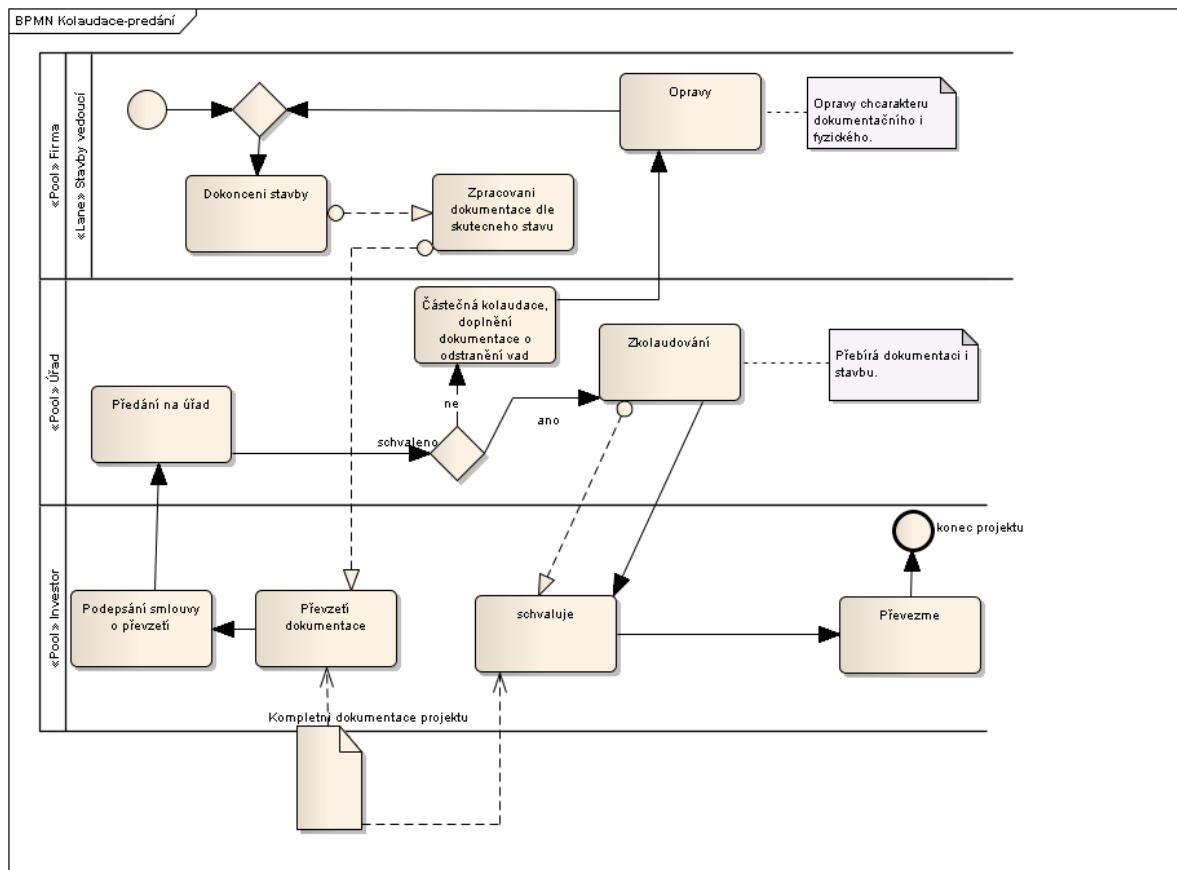 BPMN Kolaudace-predání
«Pool» Firma
«Lane» Stavby vedoucí
Opravy
Opravy chcarakteru
dokumentačního i
fyzického.
Dokonceni stavby
Zpracovani
dokumentace dle
skutecneho stavu
«Pool» Úřad
Částečná kolaudace,
doplnění
dokumentace o
odstranění vad
Zkolaudování
Přebírá dokumentaci i
stavbu.
Předání na úřad
ne
ano
schvaleno
«Pool» Investor
konec projektu
Podepsání smlouvy
o převzetí
Převzetí
dokumentace
schvaluje
Převezme
Kompletni dokumentace projektu